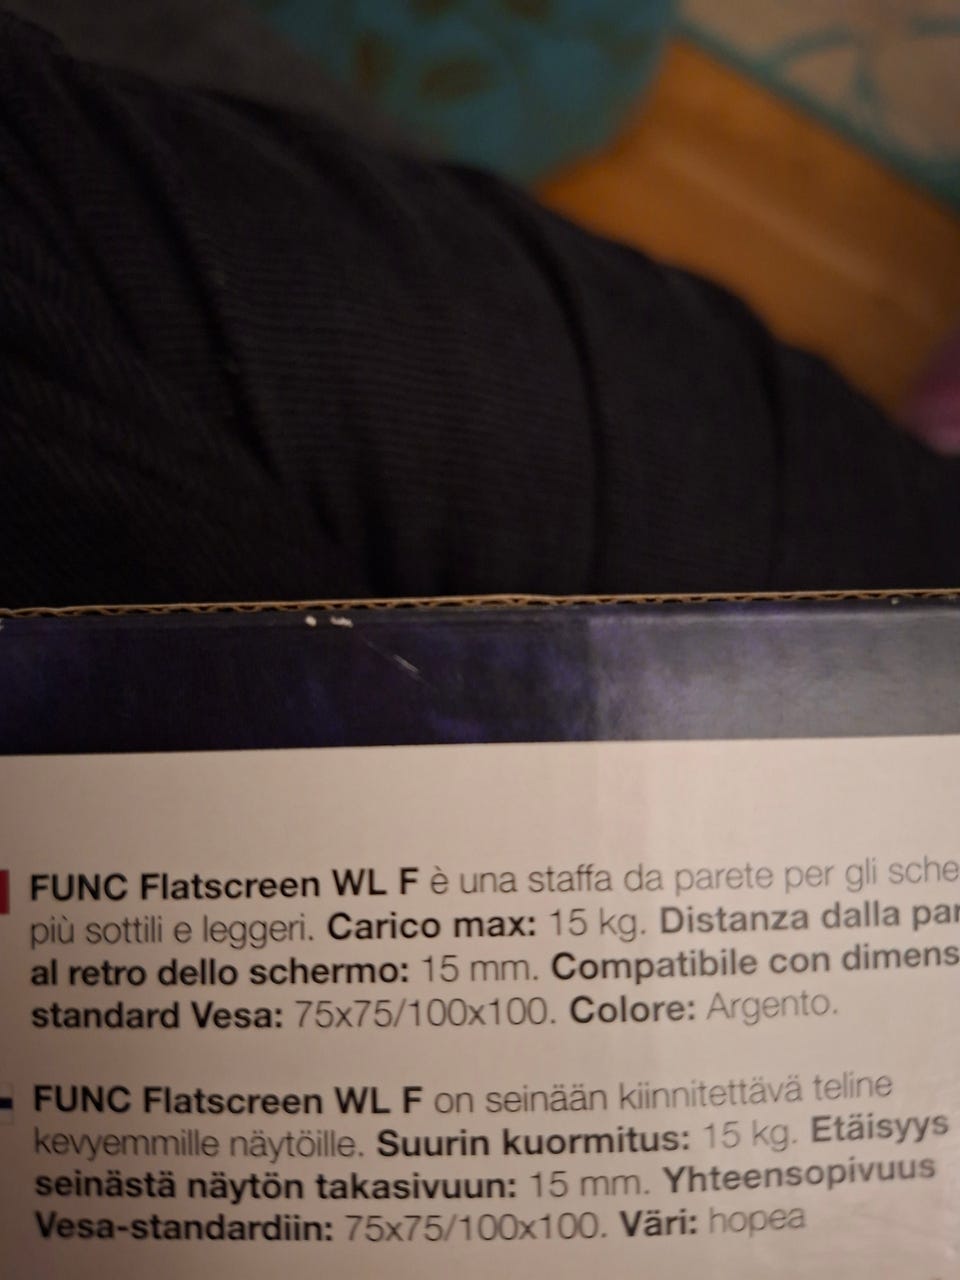 FUNC Flatscreen WL F è una staffa da parete per gli
più sottili e leggeri. Carico max: 15 kg. Distanza dalla
al retro dello schermo: 15 mm. Compatibile con
standard Vesa: 75x75/100x100. Colore: Argento.
FUNC Flatscreen WL F on seinään kiinnitettävä teline
kevyemmille näytöille. Suurin kuormitus: 15 kg. Etäisyys
seinästä näytön takasivuun: 15 mm. Yhteensopivuus
Vesa-standardiin: 75x75/100x100. Väri: hopea